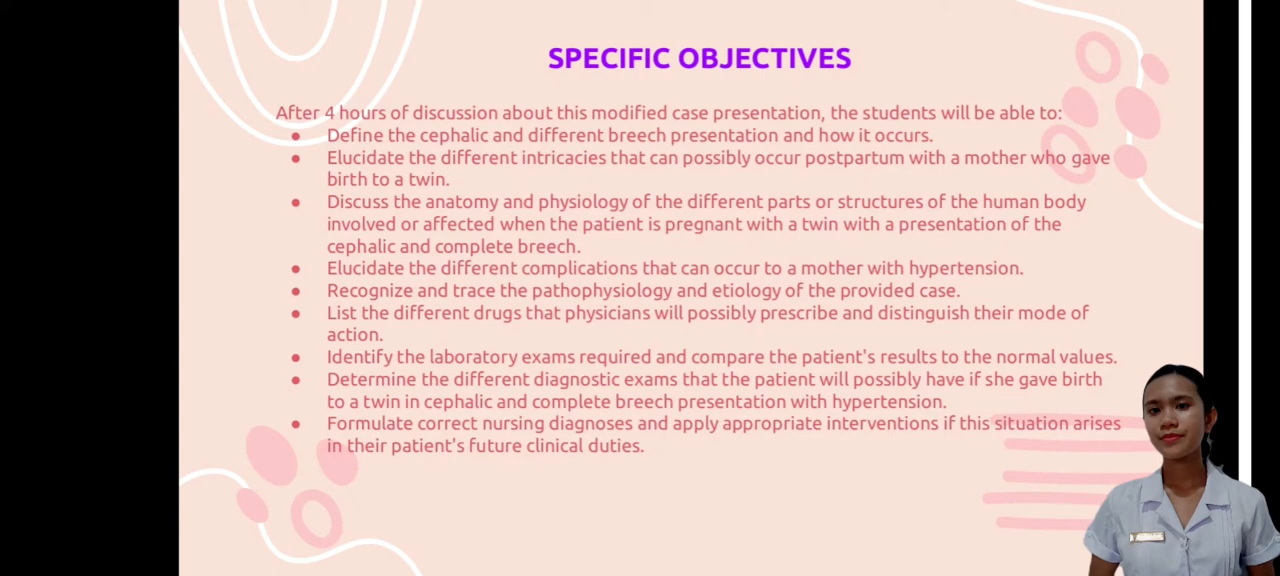 SPECIFIC OBJECTIVES
After 4 hours of discussion about this modified case presentation, the students will be able to:
● Define the cephalic and different breech presentation and how it occurs.
● Elucidate the different intricacies that can possibly occur postpartum with a mother who gave
birth to a twin.
● Discuss the anatomy and physiology of the different parts or structures of the human body
involved or affected when the patient is pregnant with a twin with a presentation of the
cephalic and complete breech.
● Elucidate the different complications that can occur to a mother with hypertension.
● Recognize and trace the pathophysiology and etiology of the provided case.
● List the different drugs that physicians will possibly prescribe and distinguish their mode of
action.
● Identify the laboratory exams required and compare the patient's results to the normal values.
● Determine the different diagnostic exams that the patient will possibly have if she gave birth
to a twin in cephalic and complete breech presentation with hypertension.
● Formulate correct nursing diagnoses and apply appropriate interventions if this situation arises
in their patient's future clinical duties.